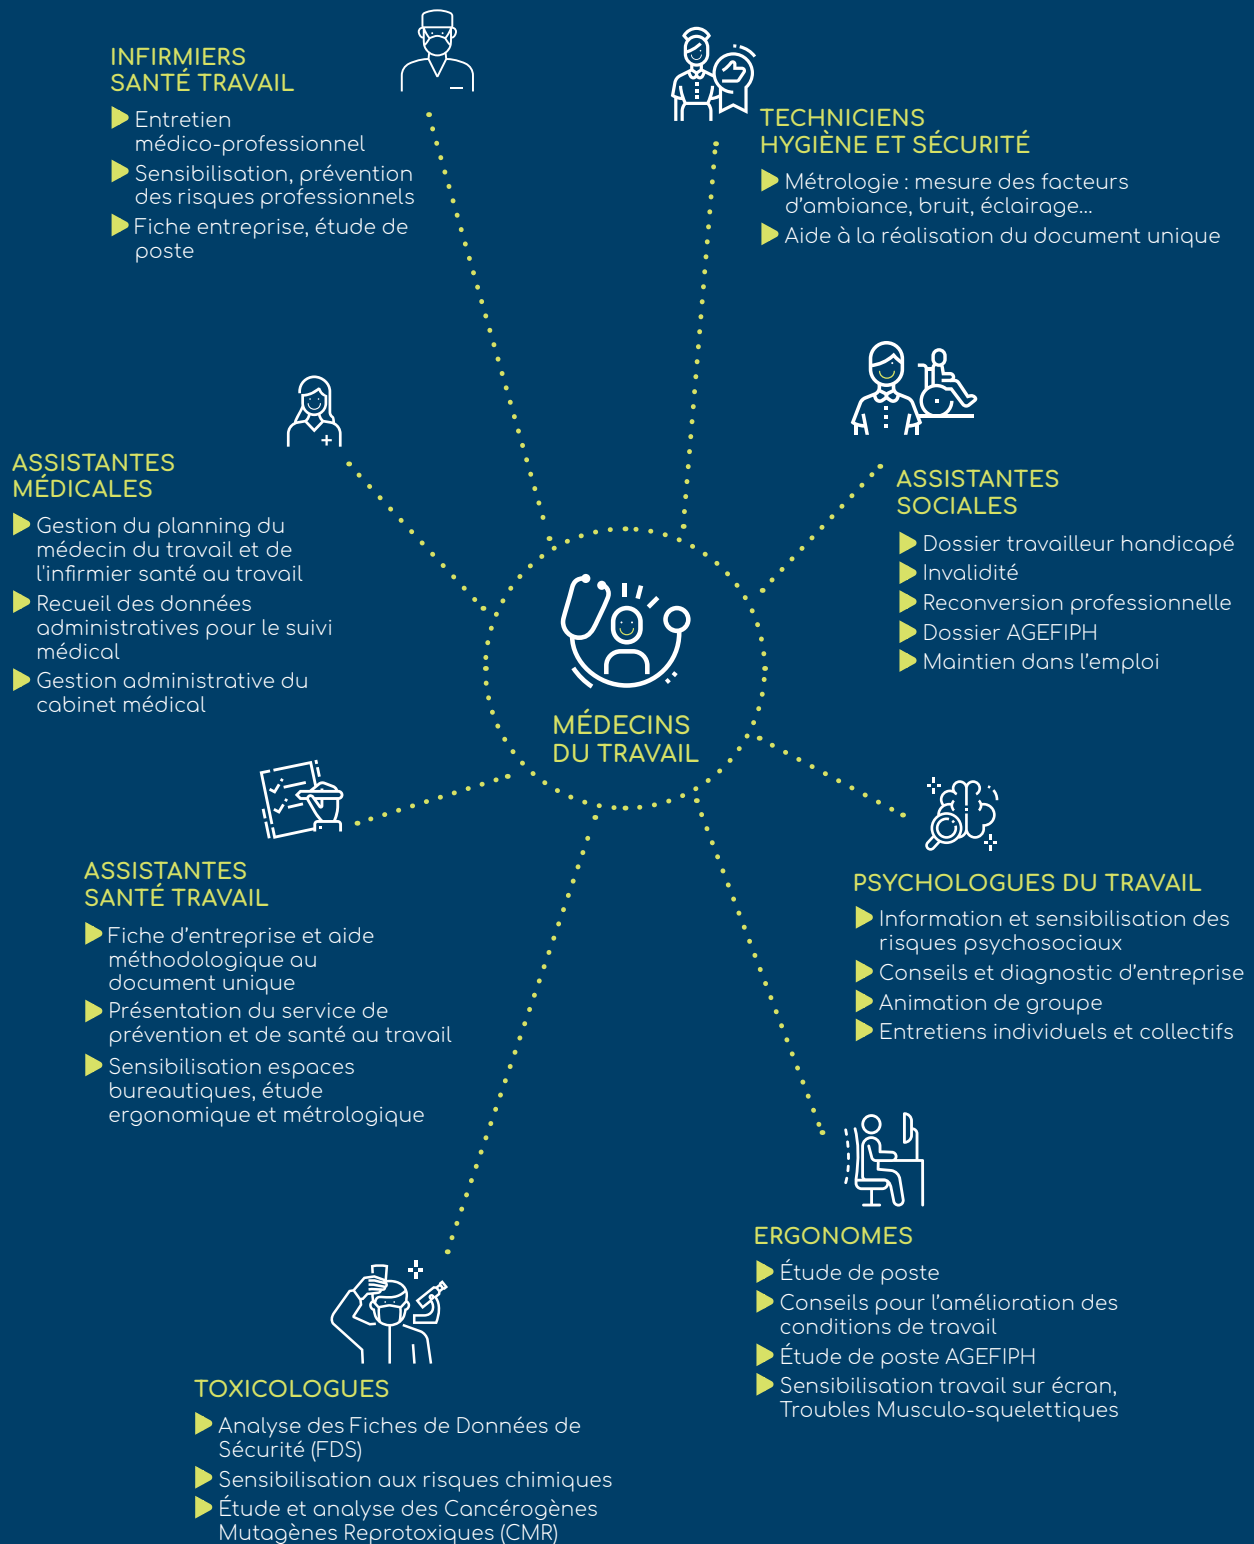 INFIRMIERS
SANTÉ TRAVAIL
Entretien
médico-professionnel
Sensibilisation, prévention
des risques professionnels
Fiche entreprise, étude de
poste
TECHNICIENS
HYGIÈNE ET SÉCURITÉ
Métrologie : mesure des facteurs
d'ambiance, bruit, éclairage...
Aide à la réalisation du document unique
ASSISTANTES
MÉDICALES
Gestion du planning du
médecin du travail et de
l'infirmier santé au travail
Recueil des données
administratives pour le suivi
médical
Gestion administrative du
cabinet médical
ASSISTANTES
SOCIALES
Dossier travailleur handicapé
Invalidité
Reconversion professionnelle
Dossier AGEFIPH
Maintien dans l'emploi
MÉDECINS
DU TRAVAIL
ASSISTANTES
SANTÉ TRAVAIL
Fiche d'entreprise et aide
méthodologique au
document unique
Présentation du service de
prévention et de santé au travail
Sensibilisation espaces
bureautiques, étude
ergonomique et métrologique
PSYCHOLOGUES DU TRAVAIL
Information et sensibilisation des
risques psychosociaux
Conseils et diagnostic d'entreprise
Animation de groupe
Entretiens individuels et collectifs
ERGONOMES
Étude de poste
Conseils pour l'amélioration des
conditions de travail
Étude de poste AGEFIPH
Sensibilisation travail sur écran,
Troubles Musculo-squelettiques
TOXICOLOGUES
Analyse des Fiches de Données de
Sécurité (FDS)
Sensibilisation aux risques chimiques
Étude et analyse des Cancérogènes
Mutagènes Reprotoxiques (CMR)